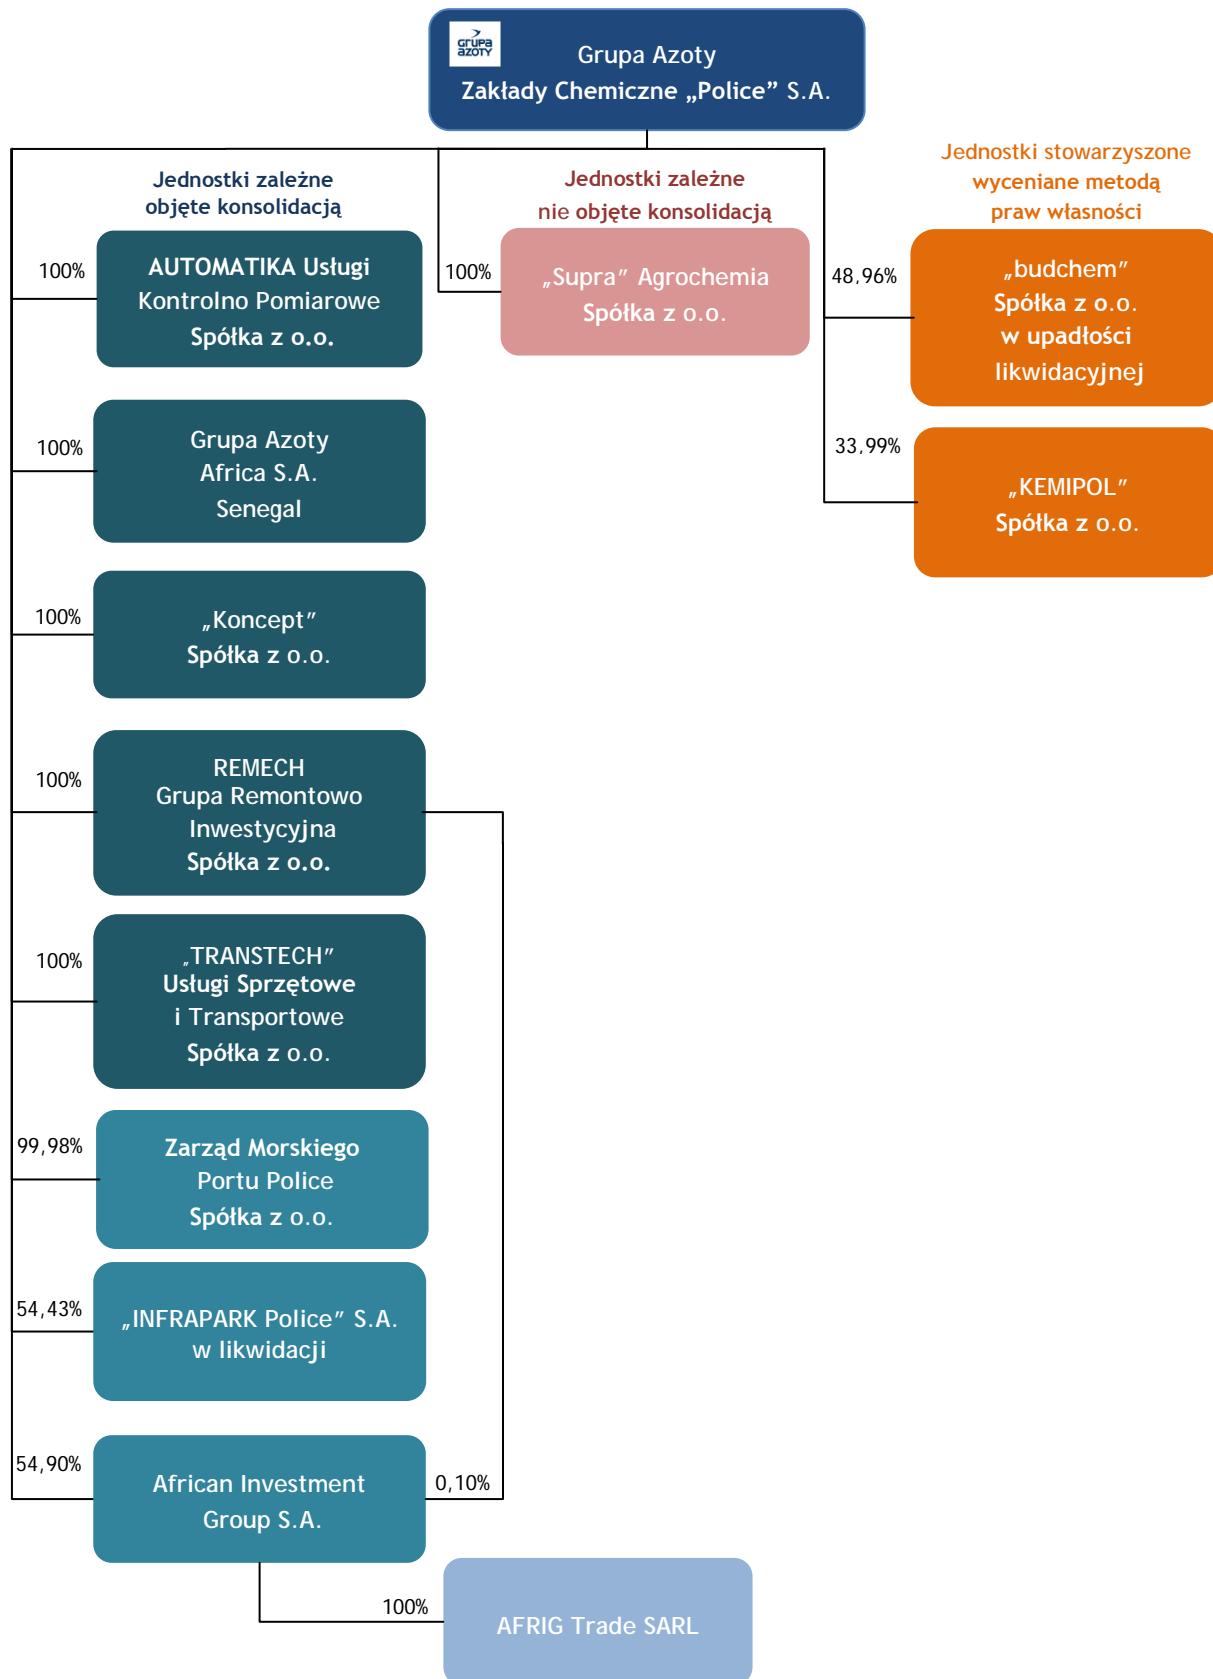 GRUPA
AZOTY
Grupa Azoty
Zakłady Chemiczne „Police” S.A.
Jednostki zależne
objęte konsolidacją
100%
AUTOMATIKA Usługi
Kontrolno Pomiarowe
Spółka z o.o.
100%
Grupa Azoty
Africa S.A.
Senegal
100%
„Koncept”
Spółka z o.o.
100%
REMECH
Grupa Remontowo
Inwestycyjna
Spółka z o.o.
100%
„TRANSTECH”
Usługi Sprzętowe
i Transportowe
Spółka z o.o.
99,98%
Zarząd Morskiego
Portu Police
Spółka z o.o.
54,43%
„INFRAPARK Police” S.A.
w likwidacji
54,90%
African Investment
Group S.A.
0,10%
100%
AFRIG Trade SARL
Jednostki zależne
nie objęte konsolidacją
100%
„Supra” Agrochemia
Spółka z o.o.
Jednostki stowarzyszone
wyceniane metodą
praw własności
48,96%
„budchem”
Spółka z o.o.
w upadłości
likwidacyjnej
33,99%
„KEMIPOL”
Spółka z o.o.